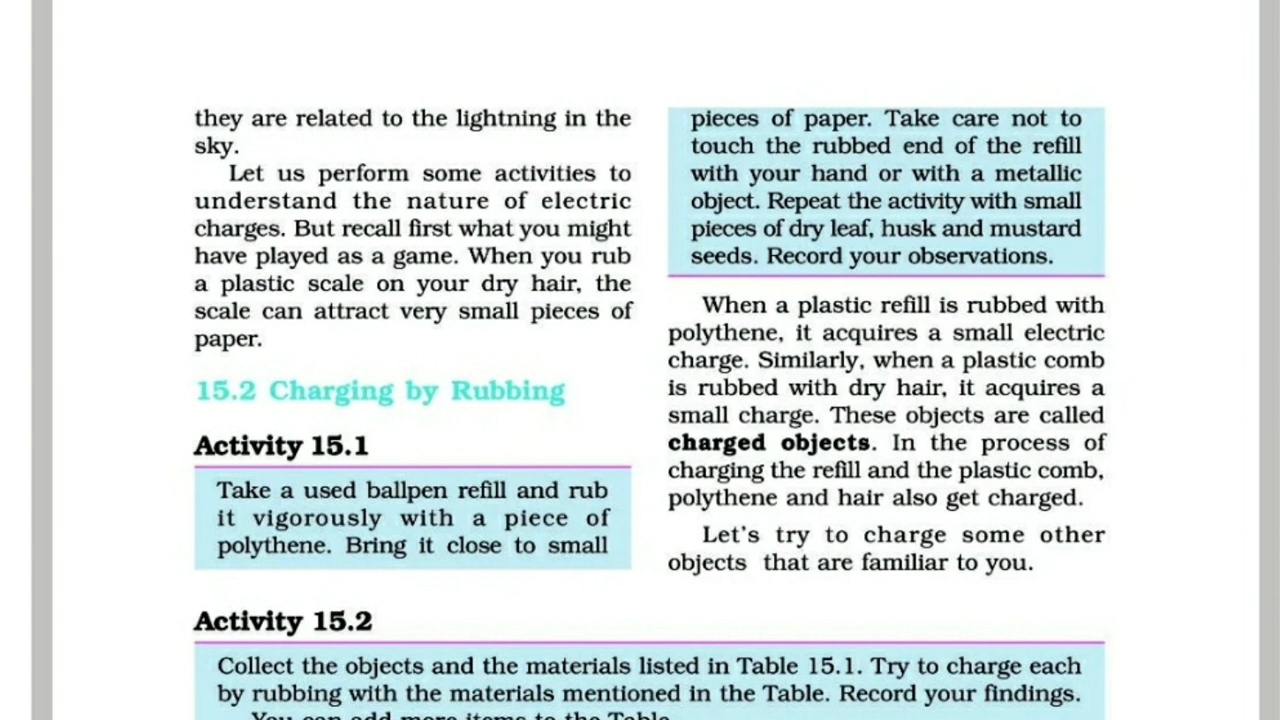 they are related to the lightning in the
sky.
Let us perform some activities to
understand the nature of electric
charges. But recall first what you might
have played as a game. When you rub
a plastic scale on your dry hair, the
scale can attract very small pieces of
paper.
15.2 Charging by Rubbing
Activity 15.1
Take a used ballpen refill and rub
it vigorously with a piece of
polythene. Bring it close to small
pieces of paper. Take care not to
touch the rubbed end of the refill
with your hand or with a metallic
object. Repeat the activity with small
pieces of dry leaf, husk and mustard
seeds. Record your observations.
When a plastic refill is rubbed with
polythene, it acquires a small electric
charge. Similarly, when a plastic comb
is rubbed with dry hair, it acquires a
small charge. These objects are called
charged objects. In the process of
charging the refill and the plastic comb,
polythene and hair also get charged.
Let's try to charge some other
objects that are familiar to you.
Activity 15.2
Collect the objects and the materials listed in Table 15.1. Try to charge each
by rubbing with the materials mentioned in the Table. Record your findings.
You can add more items to the Table.